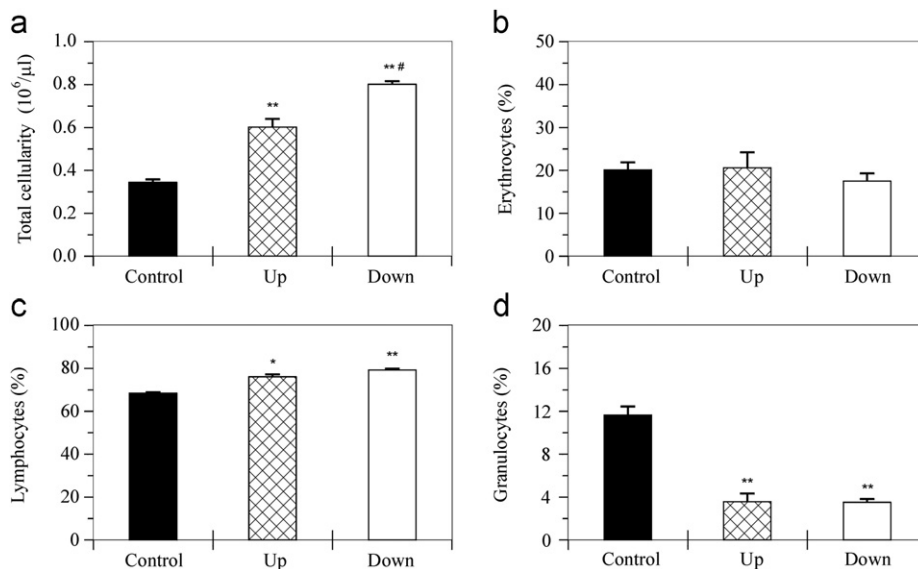 a
Total cellularity (10⁶/µl)
1.0
0.8
0.6
0.4
0.2
0.0
** 
** #
Control Up Down
b
Erythrocytes (%)
50
40
30
20
10
0
Control Up Down
c
Lymphocytes (%)
100
80
60
40
20
0
*
**
Control Up Down
d
Granulocytes (%)
20
16
12
8
4
0
**
**
Control Up Down